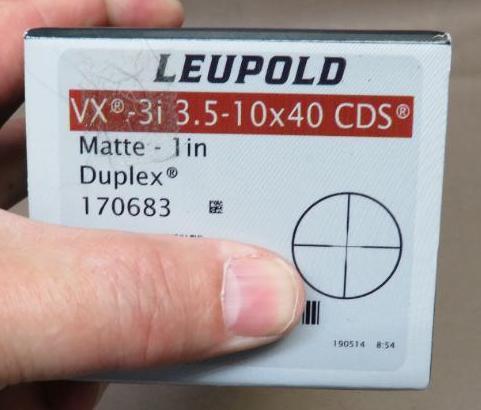 LEUPOLD
VX®-3i 3.5-10x40 CDS®
Matte - 1in
Duplex®
170683
190514 8:54